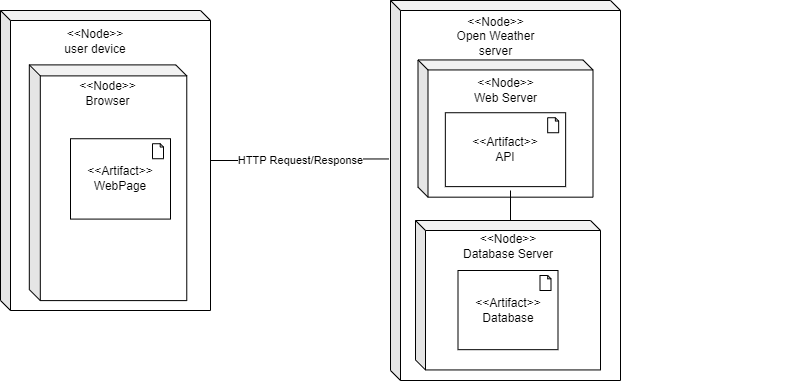 <<Node>>
user device
<<Node>>
Browser
<<Artifact>>
WebPage
HTTP Request/Response
<<Node>>
Open Weather
server
<<Node>>
Web Server
<<Artifact>>
API
<<Node>>
Database Server
<<Artifact>>
Database